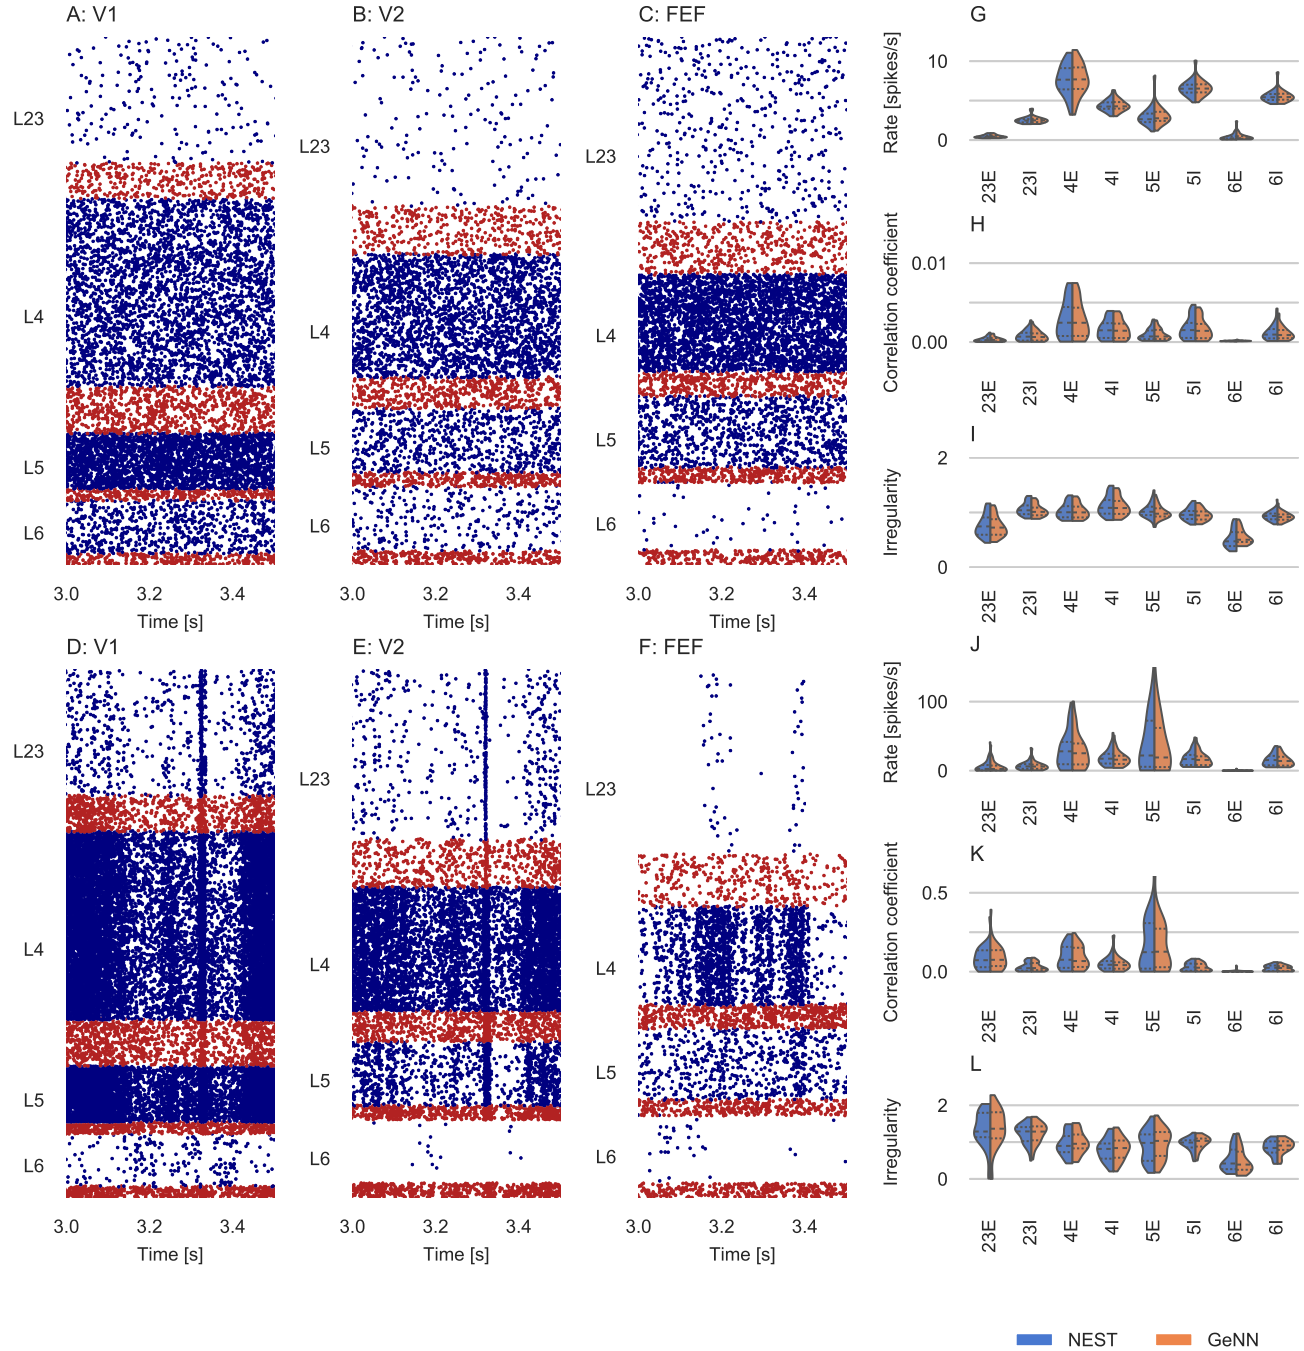 A: V1
L23
L4
L5
L6
3.0 3.2 3.4
Time [s]
B: V2
L23
L4
L5
L6
3.0 3.2 3.4
Time [s]
C: FEF
L23
L4
L5
L6
3.0 3.2 3.4
Time [s]
D: V1
L23
L4
L5
L6
3.0 3.2 3.4
Time [s]
E: V2
L23
L4
L5
L6
3.0 3.2 3.4
Time [s]
F: FEF
L23
L4
L5
L6
3.0 3.2 3.4
Time [s]
G
Rate [spikes/s]
10
0
23E 23I 4E 4I 5E 5I 6E 6I
H
Correlation coefficient
0.01
0.00
23E 23I 4E 4I 5E 5I 6E 6I
I
Irregularity
2
0
23E 23I 4E 4I 5E 5I 6E 6I
J
Rate [spikes/s]
100
0
23E 23I 4E 4I 5E 5I 6E 6I
K
Correlation coefficient
0.5
0.0
23E 23I 4E 4I 5E 5I 6E 6I
L
Irregularity
2
0
23E 23I 4E 4I 5E 5I 6E 6I
NEST GeNN